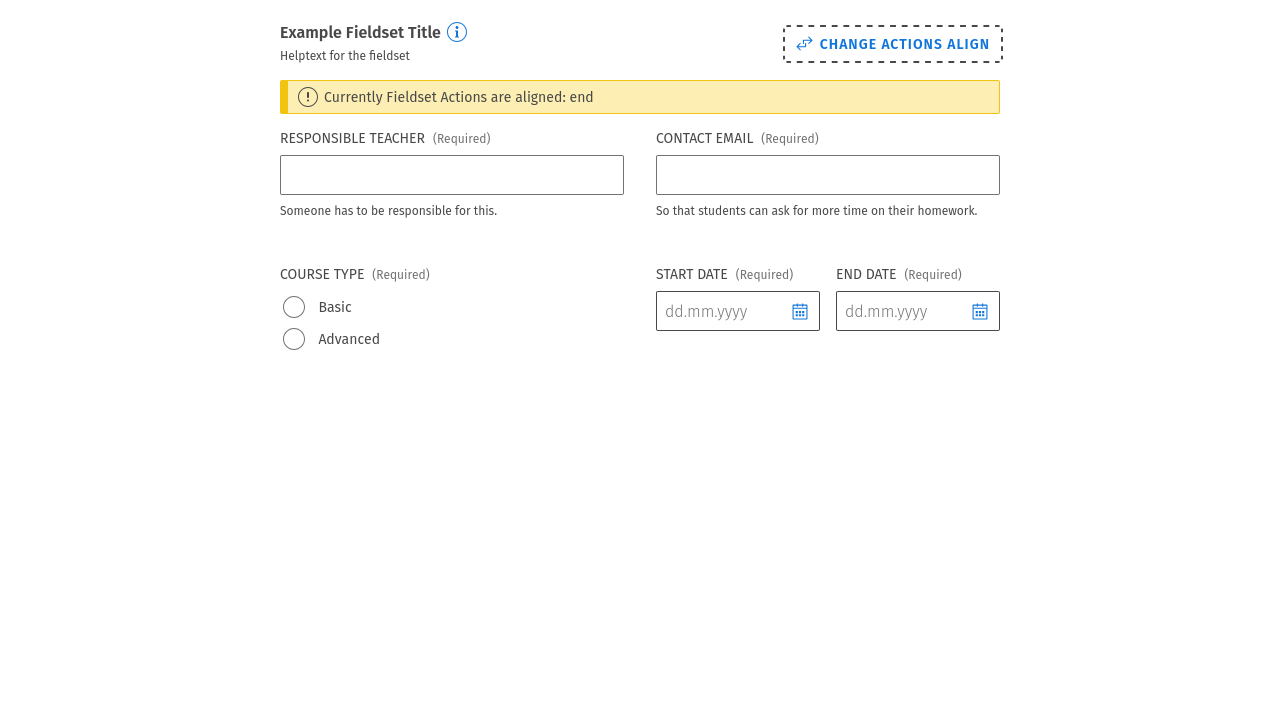 Example Fieldset Title
Helptext for the fieldset
CHANGE ACTIONS ALIGN
Currently Fieldset Actions are aligned: end
RESPONSIBLE TEACHER (Required)
Someone has to be responsible for this.
CONTACT EMAIL (Required)
So that students can ask for more time on their homework.
COURSE TYPE (Required)
Basic
Advanced
START DATE (Required)
dd.mm.yyyy
END DATE (Required)
dd.mm.yyyy